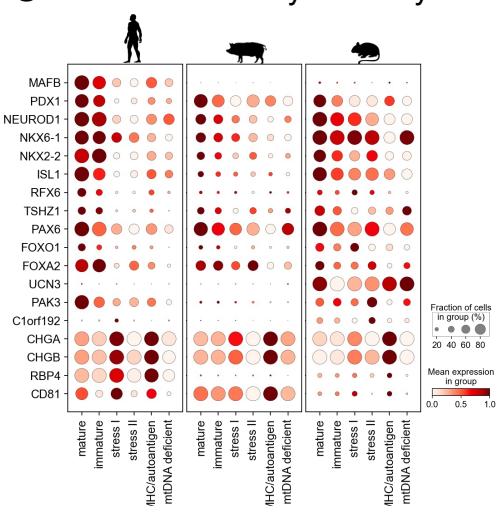 MAFB
PDX1
NEUROD1
NKX6-1
NKX2-2
ISL1
RFX6
TSHZ1
PAX6
FOXO1
FOXA2
UCN3
PAK3
C1orf192
CHGA
CHGB
RBP4
CD81
Fraction of cells
in group (%)
20 40 60 80
Mean expression
in group
0.0 0.5 1.0
mature
immature
stress I
stress II
MHC/autoantigen
mtDNA deficient
mature
immature
stress I
stress II
MHC/autoantigen
mtDNA deficient
mature
immature
stress I
stress II
MHC/autoantigen
mtDNA deficient